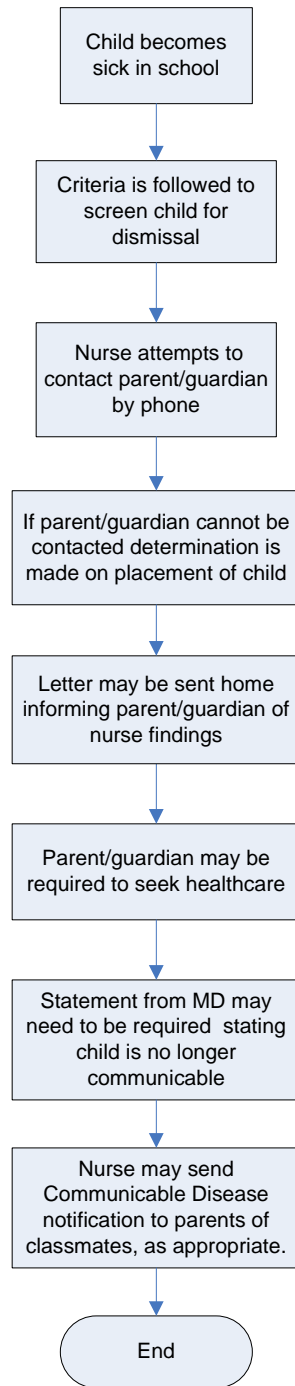 Child becomes
sick in school
Criteria is followed to
screen child for
dismissal
Nurse attempts to
contact parent/guardian
by phone
If parent/guardian cannot be
contacted determination is
made on placement of child
Letter may be sent home
informing parent/guardian of
nurse findings
Parent/guardian may be
required to seek healthcare
Statement from MD may
need to be required  stating
child is no longer
communicable
Nurse may send
Communicable Disease
notification to parents of
classmates, as appropriate.
End